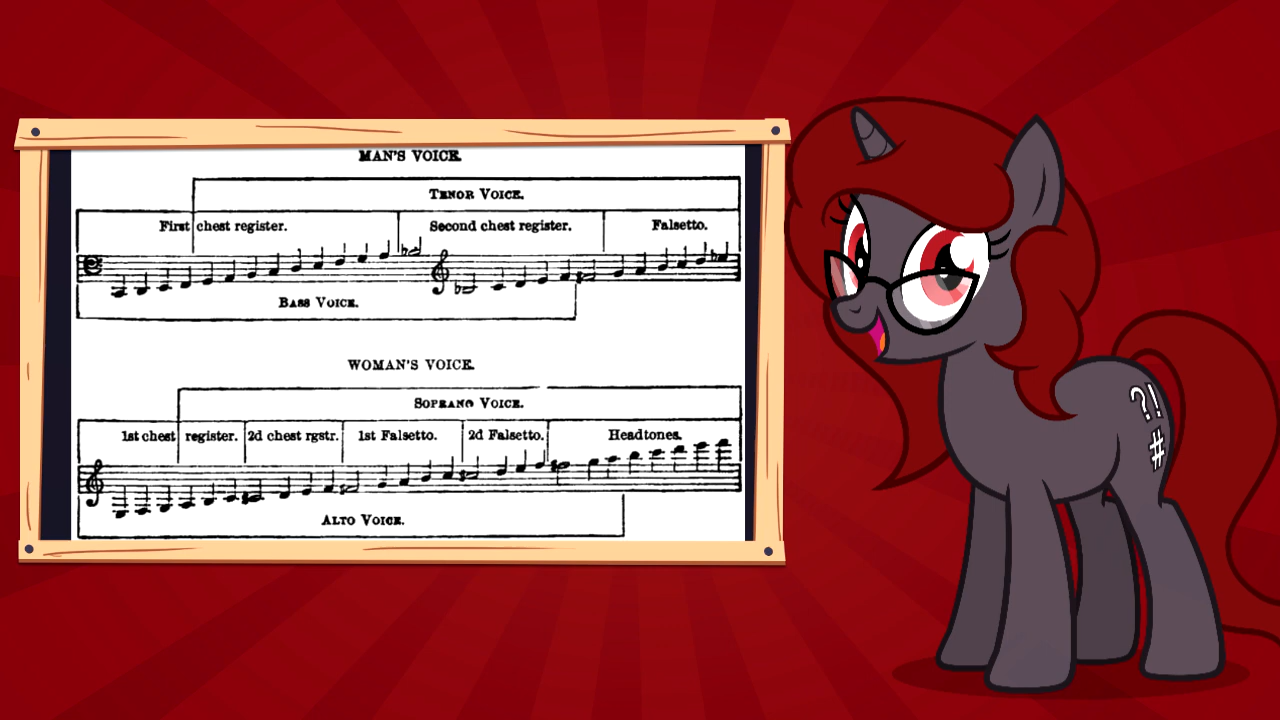 MAN'S VOICE.
TENOR VOICE.
First chest register. Second chest register. Falsetto.
BASS VOICE.
WOMAN'S VOICE.
SOPRANO VOICE.
1st chest register. 2d chest rgstr. 1st Falsetto. 2d Falsetto. Headtones.
ALTO VOICE.
?!
#